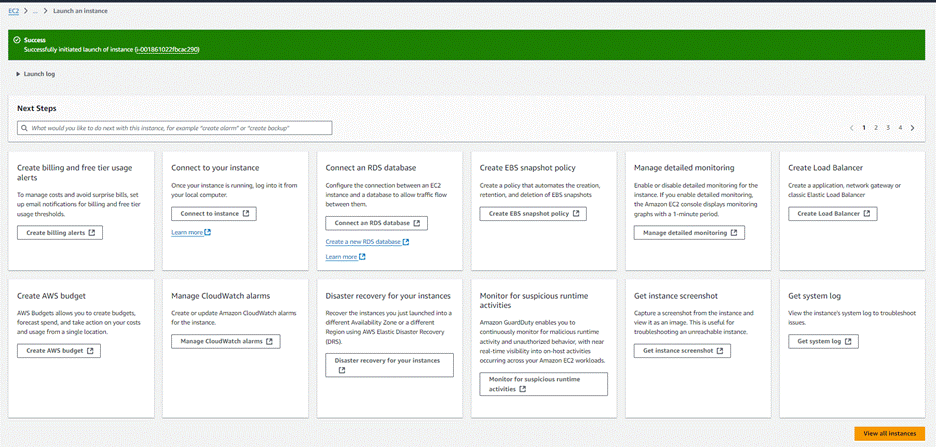 EC2 > ... > Launch an instance
Success
Successfully initiated launch of instance (i-001861022fbcac290)
Launch log
Next Steps
What would you like to do next with this instance, for example "create alarm" or "create backup"
1 2 3 4
Create billing and free tier usage
alerts
To manage costs and avoid surprise bills, set
up email notifications for billing and free tier
usage thresholds.
Create billing alerts
Connect to your instance
Once your instance is running, log into it from
your local computer.
Connect to instance
Learn more
Connect an RDS database
Configure the connection between an EC2
instance and a database to allow traffic flow
between them.
Connect an RDS database
Create a new RDS database
Learn more
Create EBS snapshot policy
Create a policy that automates the creation,
retention, and deletion of EBS snapshots
Create EBS snapshot policy
Manage detailed monitoring
Enable or disable detailed monitoring for the
instance. If you enable detailed monitoring,
the Amazon EC2 console displays monitoring
graphs with a 1-minute period.
Manage detailed monitoring
Create Load Balancer
Create a application, network gateway or
classic Elastic Load Balancer
Create Load Balancer
Create AWS budget
AWS Budgets allows you to create budgets,
forecast spend, and take action on your costs
and usage from a single location.
Create AWS budget
Manage CloudWatch alarms
Create or update Amazon CloudWatch alarms
for the instance.
Manage CloudWatch alarms
Disaster recovery for your instances
Recover the instances you just launched into a
different Availability Zone or a different
Region using AWS Elastic Disaster Recovery
(DRS).
Disaster recovery for your instances
Monitor for suspicious runtime
activities
Amazon GuardDuty enables you to
continuously monitor for malicious runtime
activity and unauthorized behavior, with near
real-time visibility into on-host activities
occurring across your Amazon EC2 workloads.
Monitor for suspicious runtime
activities
Get instance screenshot
Capture a screenshot from the instance and
view it as an image. This is useful for
troubleshooting an unreachable instance.
Get instance screenshot
Get system log
View the instance's system log to troubleshoot
issues.
Get system log
View all instances